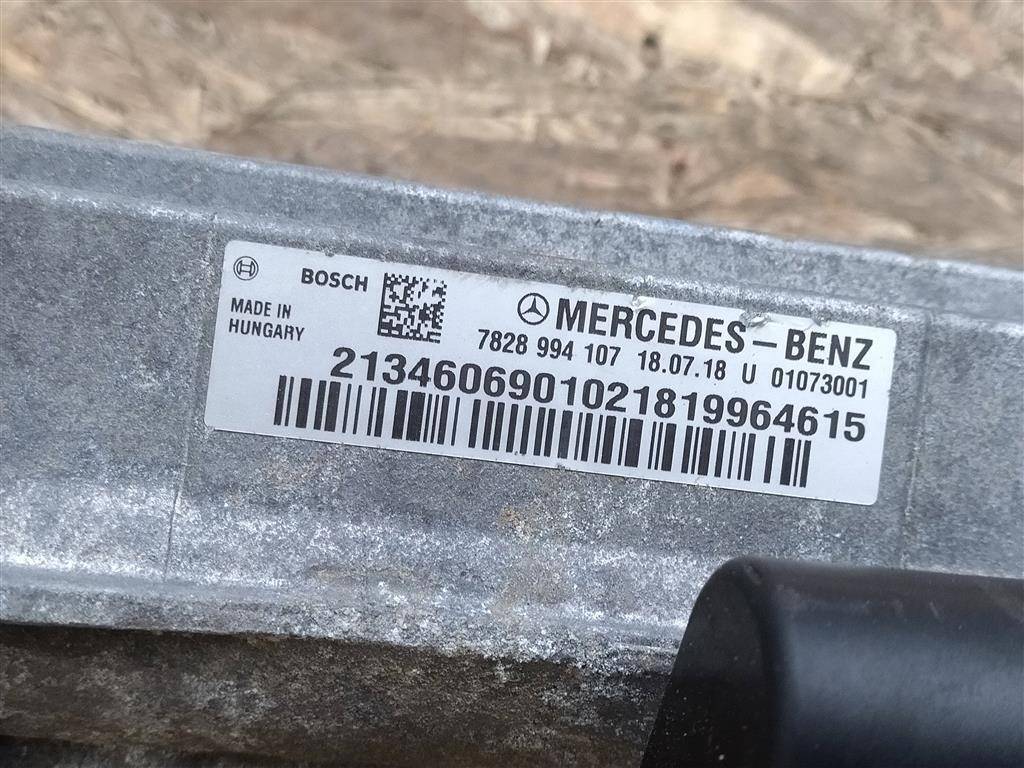 BOSCH
MADE IN
HUNGARY
MERCEDES-BENZ
7828 994 107 18.07.18 U 01073001
2134606901021819964615